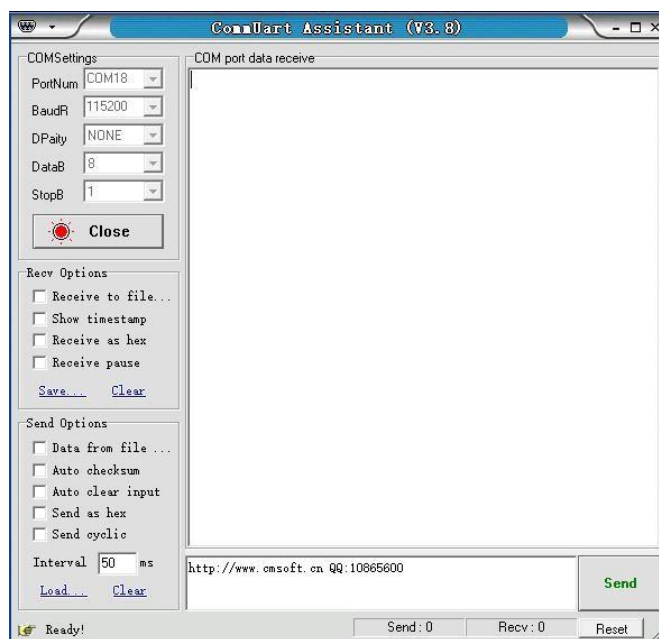 CommUart Assistant (V3.8)
COMSettings
PortNum COM18
BaudR 115200
DPaity NONE
DataB 8
StopB 1
Close
Recv Options
Receive to file...
Show timestamp
Receive as hex
Receive pause
Save... Clear
Send Options
Data from file ...
Auto checksum
Auto clear input
Send as hex
Send cyclic
Interval 50 ms
Load... Clear
COM port data receive
http://www.cmsoft.cn QQ:10865600
Send
Ready!
Send: 0
Recv: 0
Reset